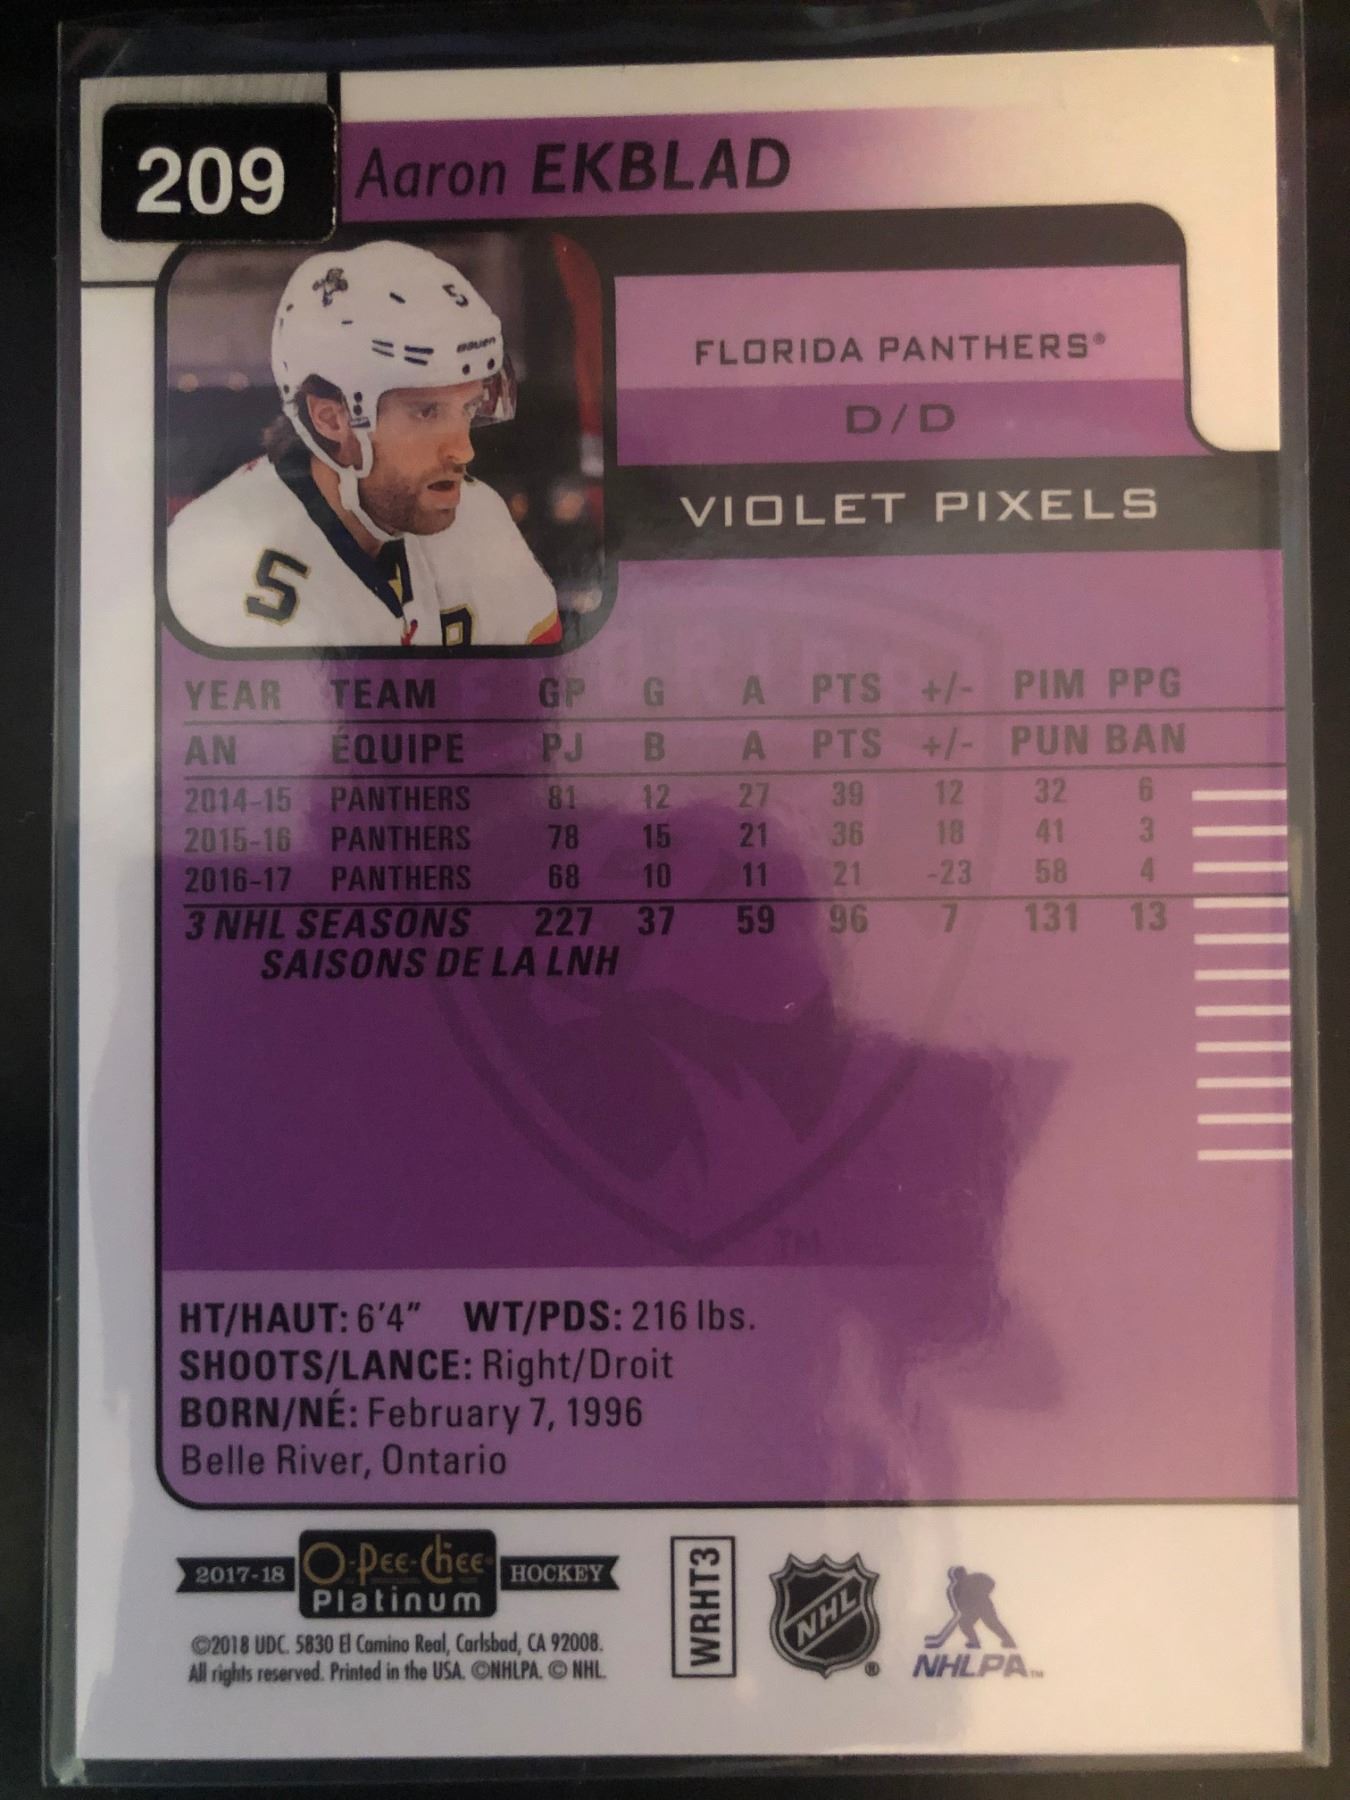 209
Aaron EKBLAD
5
BAUER
5
FLORIDA PANTHERS®
D/D
VIOLET PIXELS
YEAR TEAM GP G A PTS +/- PIM PPG
AN ÉQUIPE PJ B A PTS +/- PUN BAN
2014-15 PANTHERS 81 12 27 39 12 32 6
2015-16 PANTHERS 78 15 21 36 18 41 3
2016-17 PANTHERS 68 10 11 21 -23 58 4
3 NHL SEASONS 227 37 59 96 7 131 13
SAISONS DE LA LNH
TM
HT/HAUT: 6'4" WT/PDS: 216 lbs.
SHOOTS/LANCE: Right/Droit
BORN/NÉ: February 7, 1996
Belle River, Ontario
2017-18 O-Pee-Chee Platinum HOCKEY
©2018 UDC. 5830 El Camino Real, Carlsbad, CA 92008.
All rights reserved. Printed in the USA. ©NHLPA. © NHL.
WRHT3
NHL®
NHLPA™